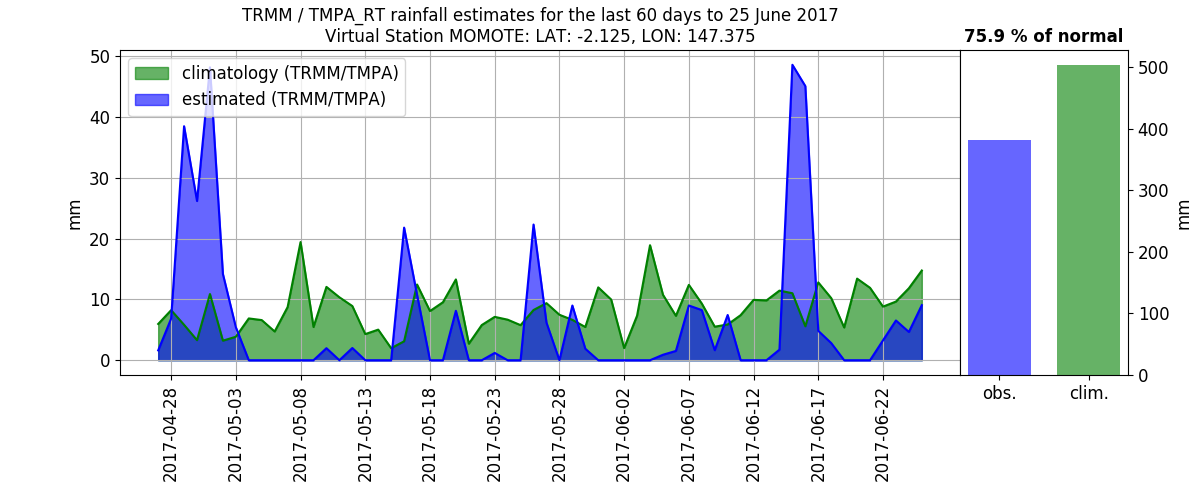 TRMM / TMPA_RT rainfall estimates for the last 60 days to 25 June 2017
Virtual Station MOMOTE: LAT: -2.125, LON: 147.375
75.9 % of normal
climatology (TRMM/TMPA)
estimated (TRMM/TMPA)
50
40
30
20
10
0
mm
2017-04-28
2017-05-03
2017-05-08
2017-05-13
2017-05-18
2017-05-23
2017-05-28
2017-06-02
2017-06-07
2017-06-12
2017-06-17
2017-06-22
obs.
clim.
500
400
300
200
100
0
mm